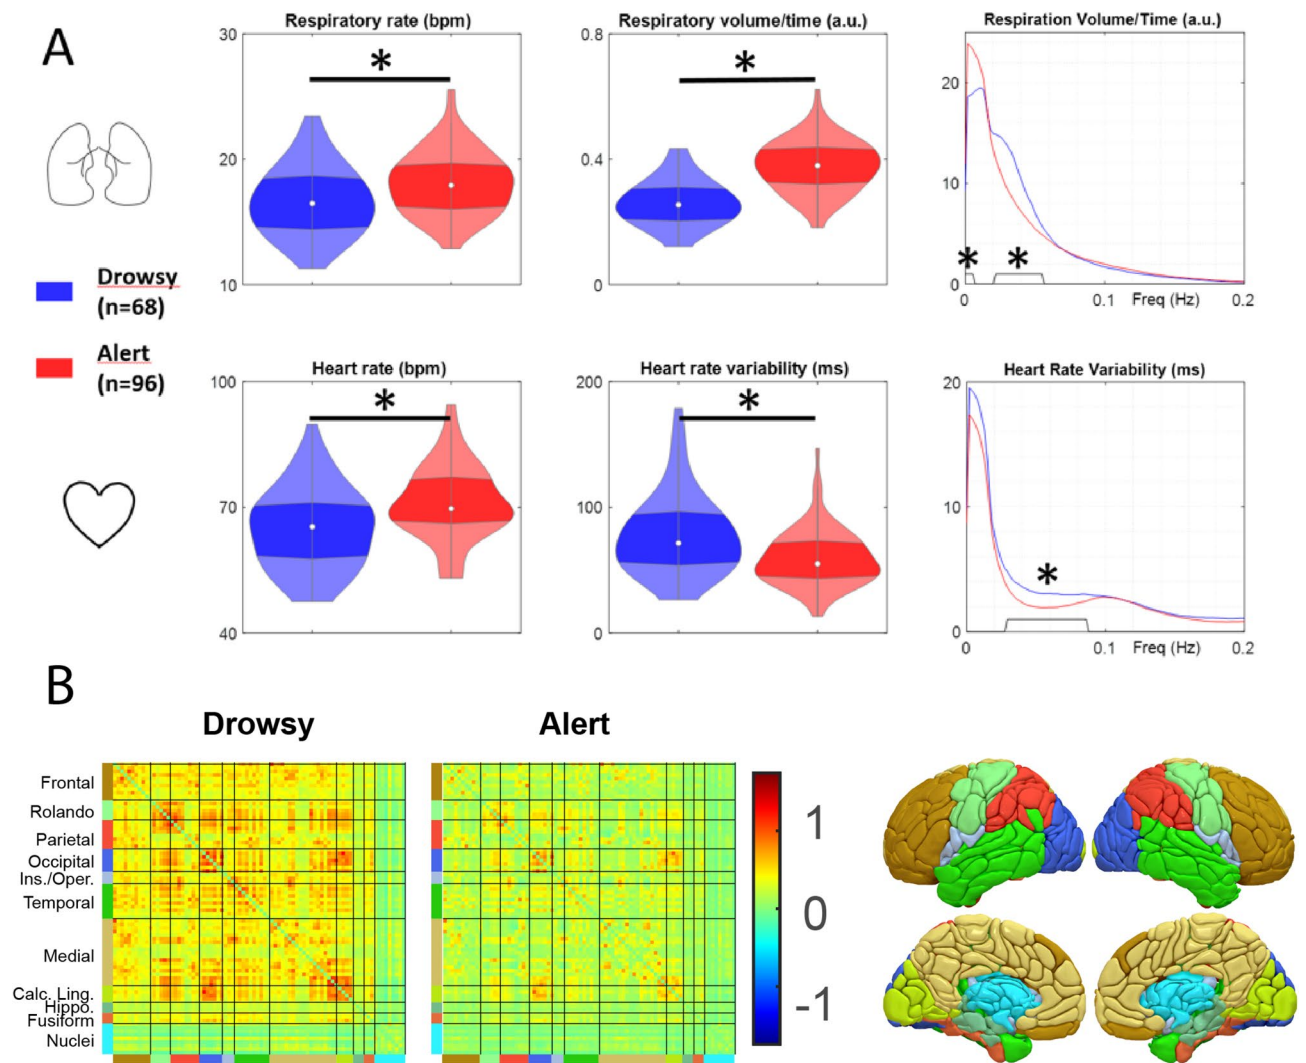 A
Respiratory rate (bpm)
30
20
10
*
Respiratory volume/time (a.u.)
0.8
0.4
0
*
Respiration Volume/Time (a.u.)
20
10
0
* *
0 0.1 Freq (Hz) 0.2
Drowsy
(n=68)
Alert
(n=96)
Heart rate (bpm)
100
70
40
*
Heart rate variability (ms)
200
100
0
*
Heart Rate Variability (ms)
20
10
0
*
0 0.1 Freq (Hz) 0.2
B
Drowsy
Alert
Frontal
Rolando
Parietal
Occipital
Ins./Oper.
Temporal
Medial
Calc. Ling.
Hippo.
Fusiform
Nuclei
1
0
-1